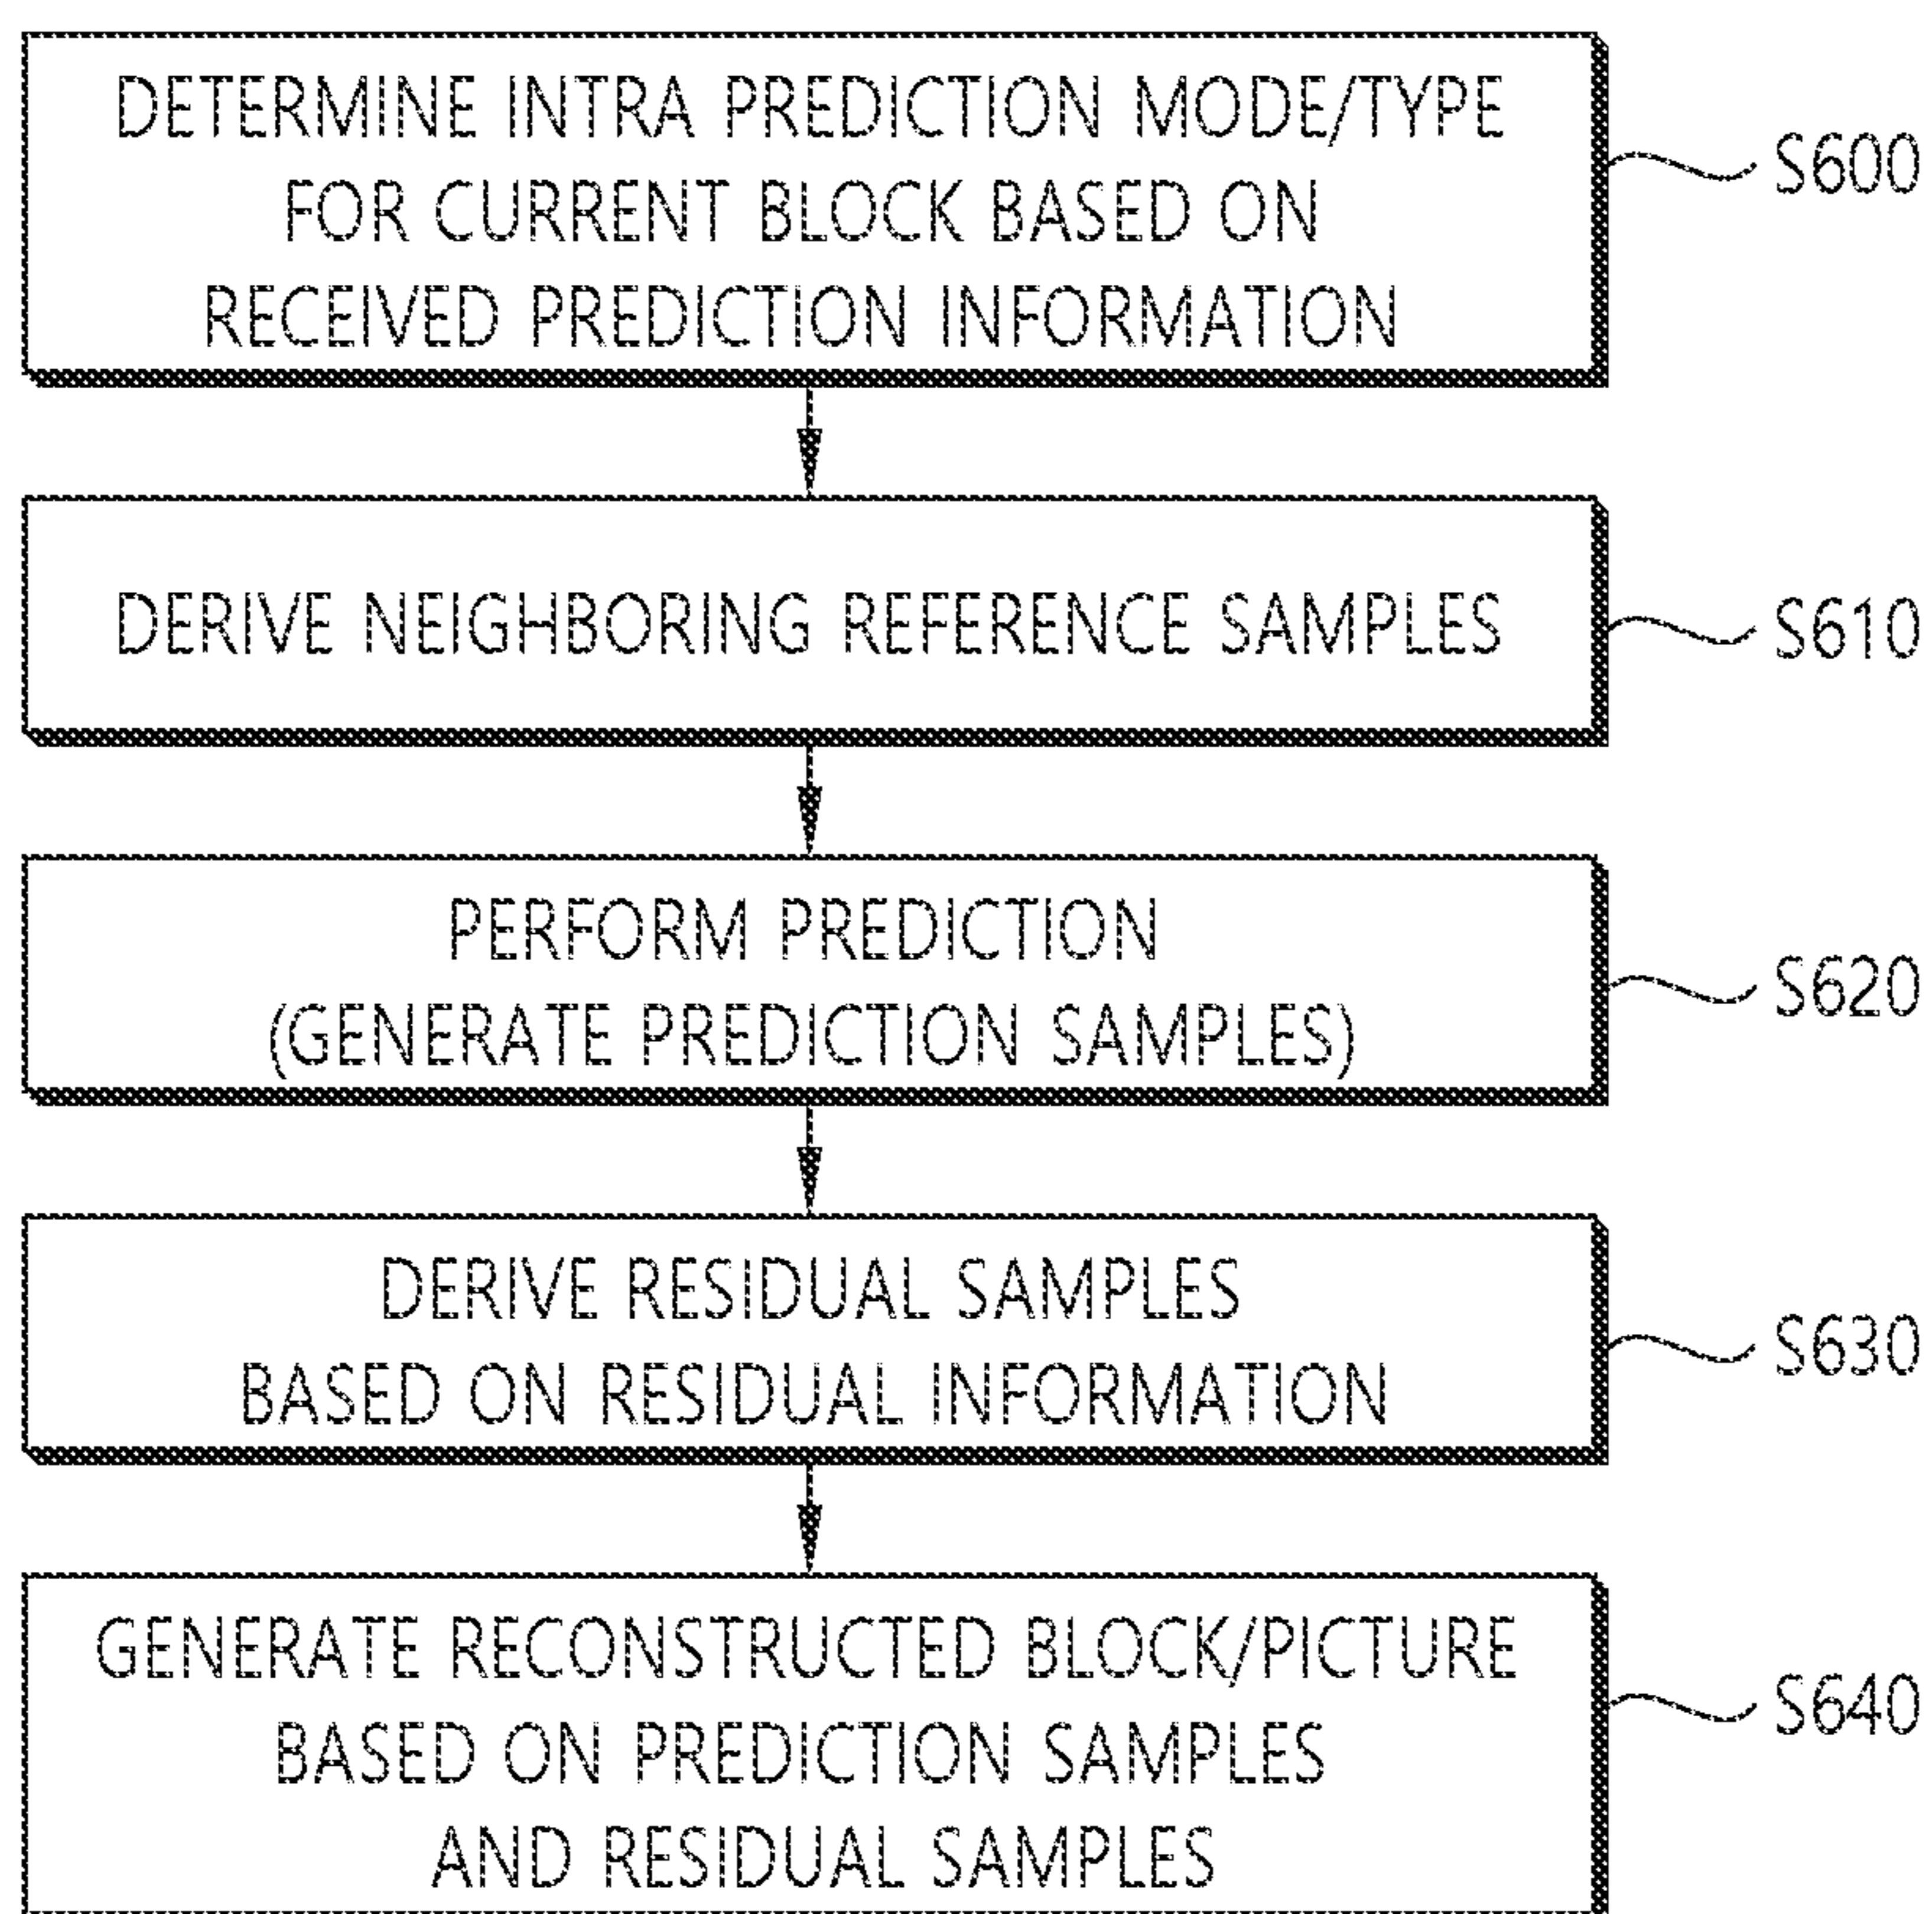 DETERMINE INTRA PREDICTION MODE/TYPE
FOR CURRENT BLOCK BASED ON
RECEIVED PREDICTION INFORMATION
S600
DERIVE NEIGHBORING REFERENCE SAMPLES
S610
PERFORM PREDICTION
(GENERATE PREDICTION SAMPLES)
S620
DERIVE RESIDUAL SAMPLES
BASED ON RESIDUAL INFORMATION
S630
GENERATE RECONSTRUCTED BLOCK/PICTURE
BASED ON PREDICTION SAMPLES
AND RESIDUAL SAMPLES
S640